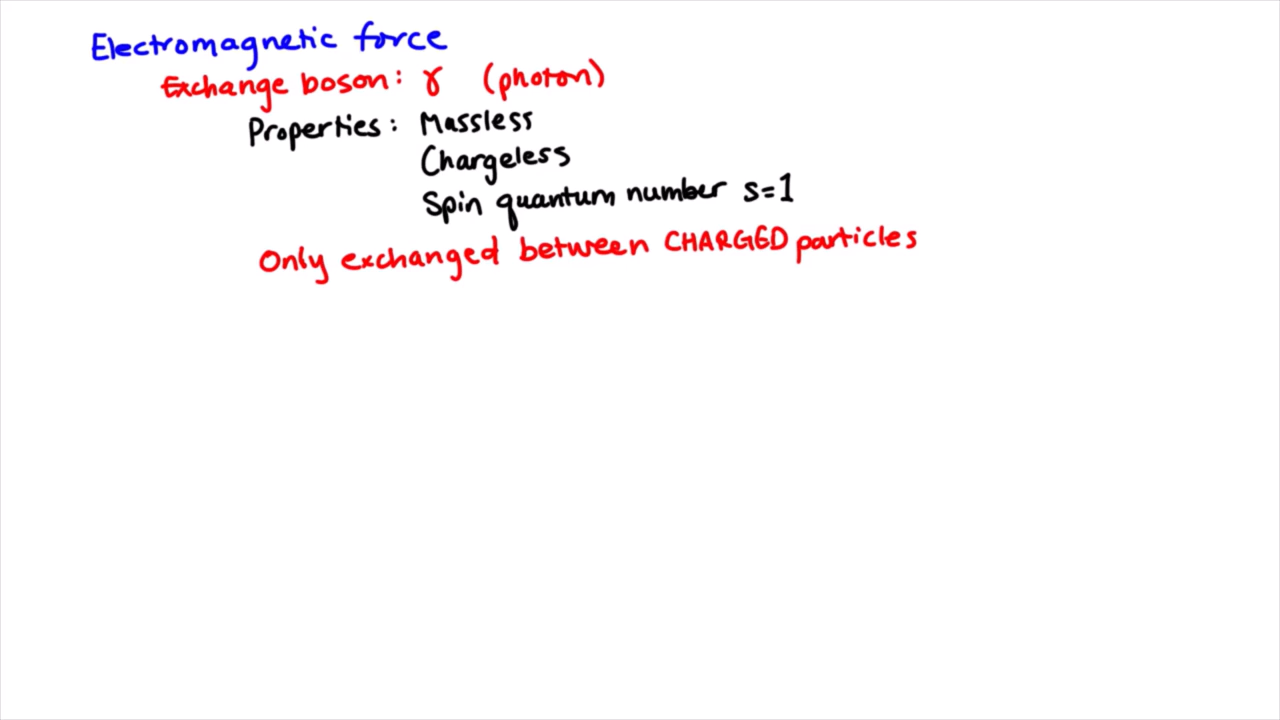 Electromagnetic force
Exchange boson: γ (photon)
Properties: Massless
Chargeless
Spin quantum number s=1
Only exchanged between CHARGED particles